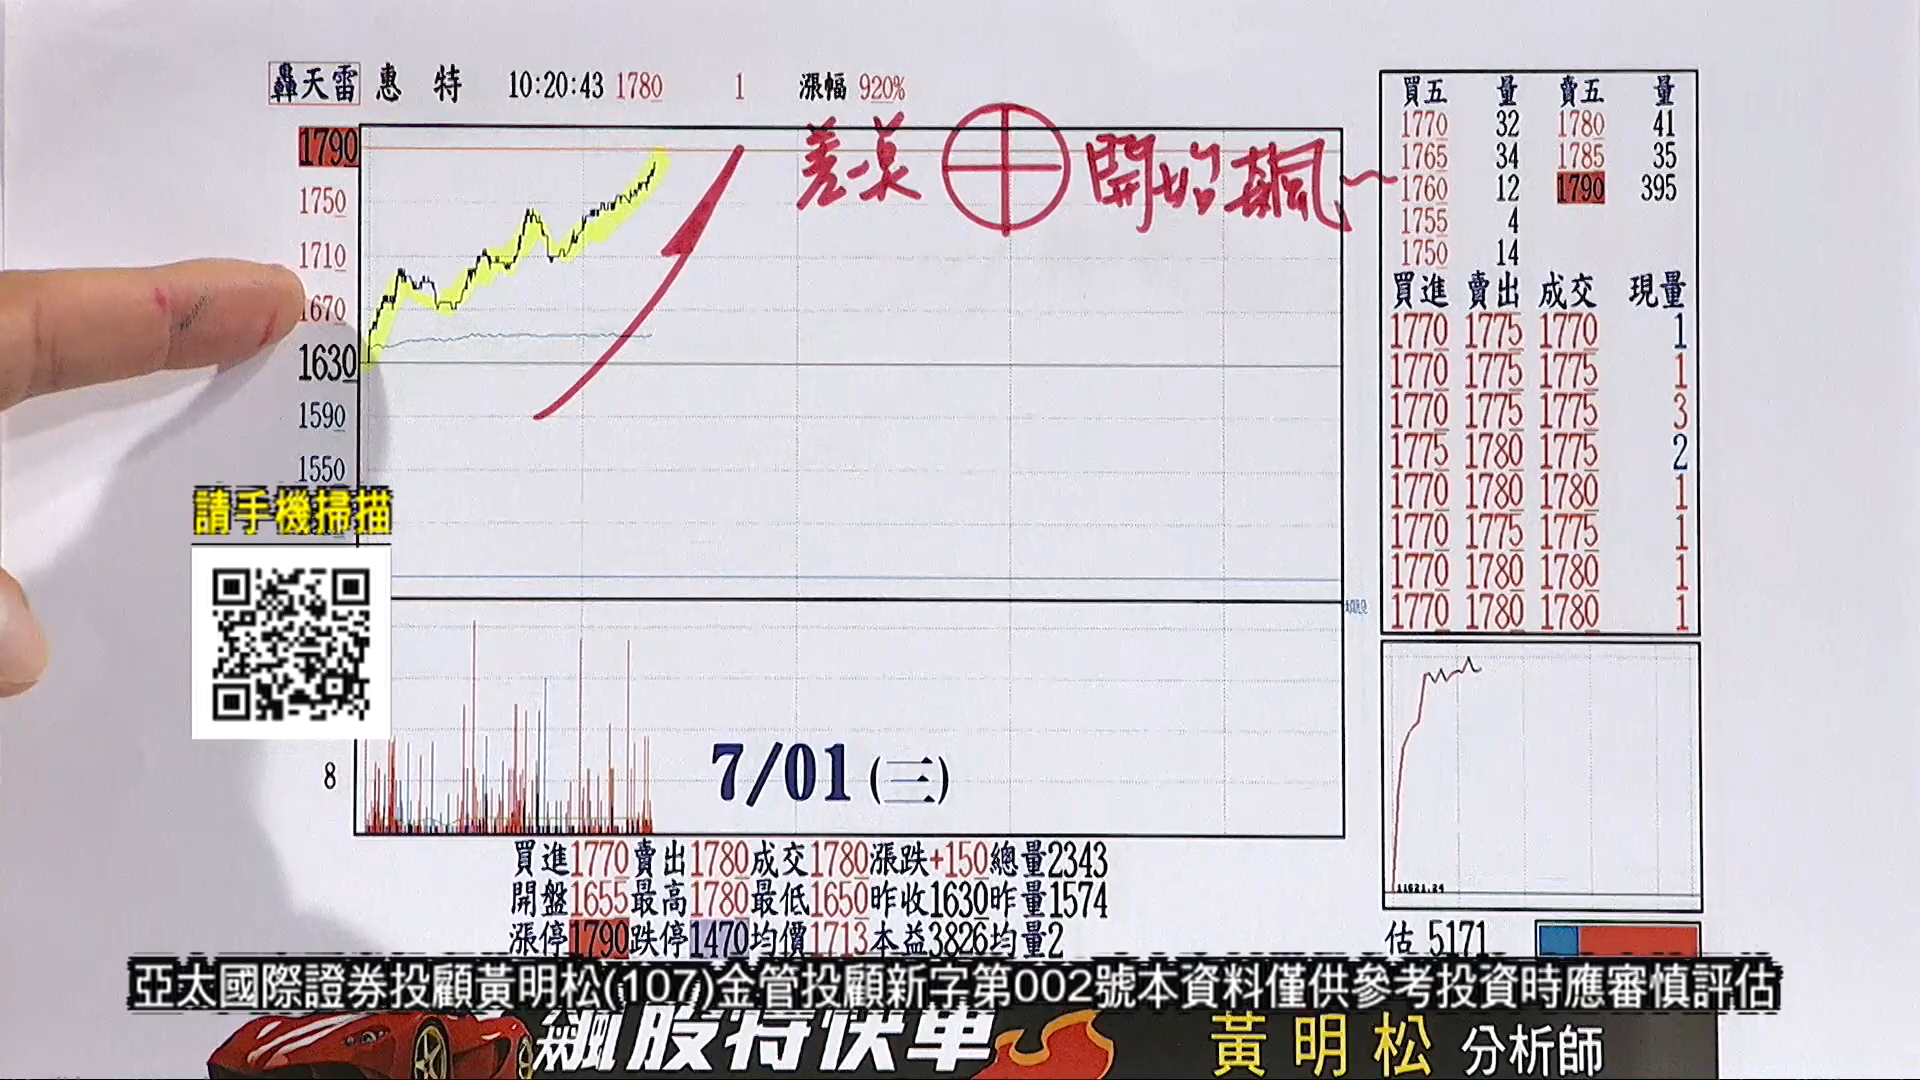 轟天雷 惠 特 10:20:43 1780 1 漲幅 920%
1790
1750
1710
1670
1630
1590
1550
差一点 開始飆~
買五 量 賣五 量
1770 32 1780 41
1765 34 1785 35
1760 12 1790 395
1755 4
1750 14
買進 賣出 成交 現量
1770 1775 1770 1
1770 1775 1770 1
1770 1775 1775 3
1775 1780 1775 2
1770 1780 1780 1
1770 1775 1775 1
1770 1780 1780 1
1770 1780 1780 1
請手機掃描
8
7/01 (三)
11621.24
買進1770賣出1780成交1780漲跌+150總量2343
開盤1655最高1780最低1650昨收1630昨量1574
漲停1790跌停1470均價1713本益3826均量2
估 5171
亞太國際證券投顧黃明松(107)金管投顧新字第002號本資料僅供參考投資時應審慎評估
飆股特快車
黃明松 分析師